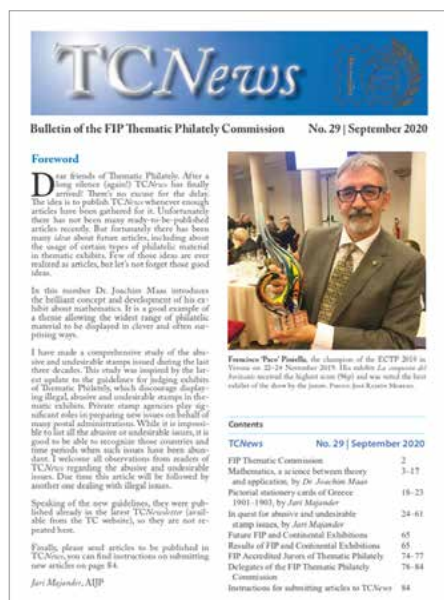 TCNews
Bulletin of the FIP Thematic Philately Commission No. 29 | September 2020
Foreword
Dear friends of Thematic Philately. After a
long silence (again!) TCNews has finally
arrived! There's no excuse for the delay.
The idea is to publish TCNews whenever enough
articles have been gathered for it. Unfortunately
there has not been many ready-to-be-published
articles recently. But fortunately there has been
many ideas about future articles, including about
the usage of certain types of philatelic material
in thematic exhibits. Few of those ideas are ever
realized as articles, but let's not forget those good
ideas.
In this number Dr. Joachim Maas introduces
the brilliant concept and development of his ex-
hibit about mathematics. It is a good example of
a theme allowing the widest range of philatelic
material to be displayed in clever and often sur-
prising ways.
I have made a comprehensive study of the abu-
sive and undesirable stamps issued during the last
three decades. This study was inspired by the lat-
est update to the guidelines for judging exhibits
of Thematic Philately, which discourage display-
ing illegal, abusive and undesirable stamps in the-
matic exhibits. Private stamp agencies play sig-
nificant roles in preparing new issues on behalf of
many postal administrations. While it is impossi-
ble to list all the abusive or undesirable issues, it is
good to be able to recognize those countries and
time periods when such issues have been abun-
dant. I welcome all observations from readers of
TCNews regarding the abusive and undesirable
issues. Due time this article will be followed by
another one dealing with illegal issues.
Speaking of the new guidelines, they were pub-
lished already in the latest TCNewsletter (avail-
able from the TC website), so they are not re-
peated here.
Finally, please send articles to be published in
TCNews, you can find instructions on submitting
new articles on page 84.
Jari Majander, AIJP
Francisco 'Paco' Piniella, the champion of the ECTP 2019 in
Verona on 22–24 November 2019. His exhibit La conquista del
received the highest score (96p) and was voted the best
exhibit of the show by the jurors. Photo: José Ramón Moreno.
Contents
TCNews No. 29 | September 2020
FIP Thematic Commission 2
Mathematics, a science between theory 3–17
and application, by Dr. Joachim Maas
Pictorial stationery cards of Greece 18–23
1901–1903, by Jari Majander
In quest for abusive and undesirable 24–61
stamp issues, by Jari Majander
Future FIP and Continental Exhibitions 65
Results of FIP and Continental Exhibitions 65
FIP Accredited Jurors of Thematic Philately 74–77
Delegates of the FIP Thematic Philately 78–84
Commission
Instructions for submitting articles to TCNews 84